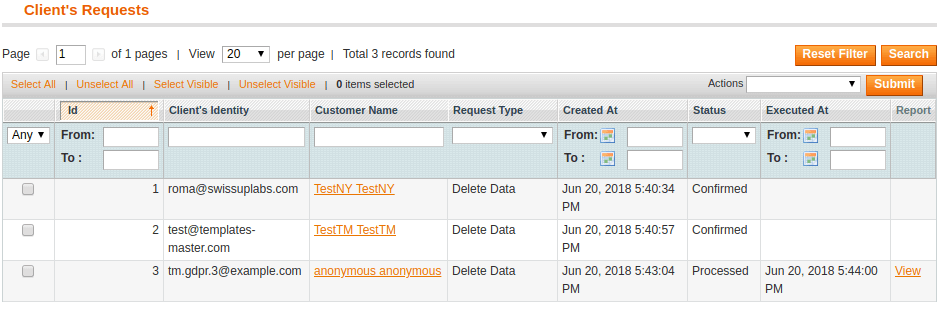 Client's Requests
Page 1 of 1 pages | View 20 per page | Total 3 records found Reset Filter Search
Select All | Unselect All | Select Visible | Unselect Visible | 0 items selected Actions Submit
Id Client's Identity Customer Name Request Type Created At Status Executed At Report
Any From: From: From:
To : To : To :
1 roma@swissuplabs.com TestNY TestNY Delete Data Jun 20, 2018 5:40:34 Confirmed
PM
2 test@templates- TestTM TestTM Delete Data Jun 20, 2018 5:40:57 Confirmed
master.com PM
3 tm.gdpr.3@example.com anonymous anonymous Delete Data Jun 20, 2018 5:43:04 Processed Jun 20, 2018 5:44:00 View
PM PM